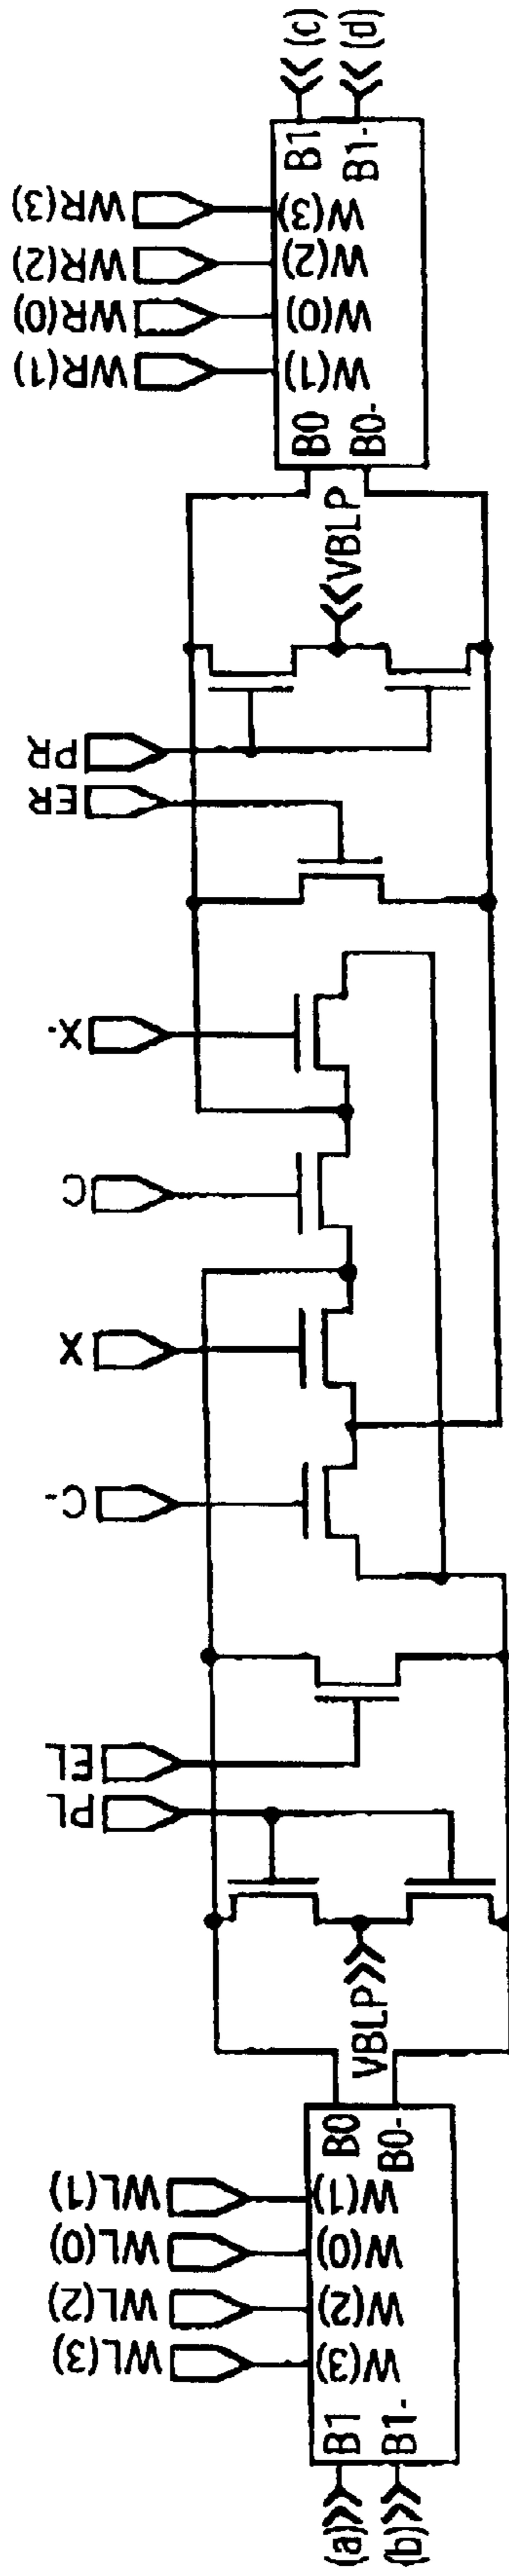 (a)
(b)
B1
B1-
W(3)
W(2)
W(0)
W(1)
B0
B0-
WL(3)
WL(2)
WL(0)
WL(1)
VBLP
PL
EL
C-
X
C
X-
ER
PR
VBLP
B0
B0-
W(1)
W(0)
W(2)
W(3)
B1
B1-
WR(1)
WR(0)
WR(2)
WR(3)
(c)
(d)